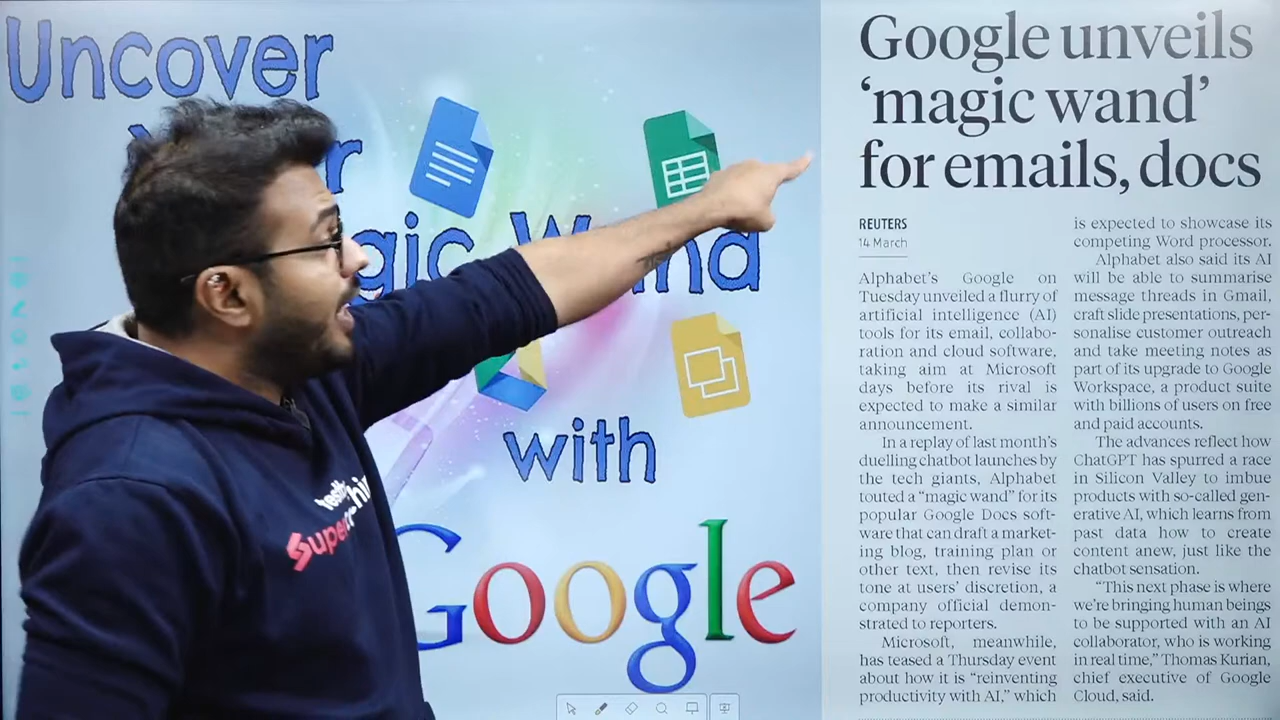 Uncover
with
Google
Google unveils
‘magic wand’
for emails, docs
REUTERS
14 March
Alphabet’s Google on
Tuesday unveiled a flurry of
artificial intelligence (AI)
tools for its email, collabo-
ration and cloud software,
taking aim at Microsoft
days before its rival is
expected to make a similar
announcement.
In a replay of last month’s
duelling chatbot launches by
the tech giants, Alphabet
touted a “magic wand” for its
popular Google Docs soft-
ware that can draft a market-
ing blog, training plan or
other text, then revise its
tone at users’ discretion, a
company official demon-
strated to reporters.
Microsoft, meanwhile,
has teased a Thursday event
about how it is “reinventing
productivity with AI,” which
is expected to showcase its
competing Word processor.
Alphabet also said its AI
will be able to summarise
message threads in Gmail,
craft slide presentations, per-
sonalise customer outreach
and take meeting notes as
part of its upgrade to Google
Workspace, a product suite
with billions of users on free
and paid accounts.
The advances reflect how
ChatGPT has spurred a race
in Silicon Valley to imbue
products with so-called gen-
erative AI, which learns from
past data how to create
content anew, just like the
chatbot sensation.
“This next phase is where
we’re bringing human beings
to be supported with an AI
collaborator, who is working
in real time,” Thomas Kurian,
chief executive of Google
Cloud, said.